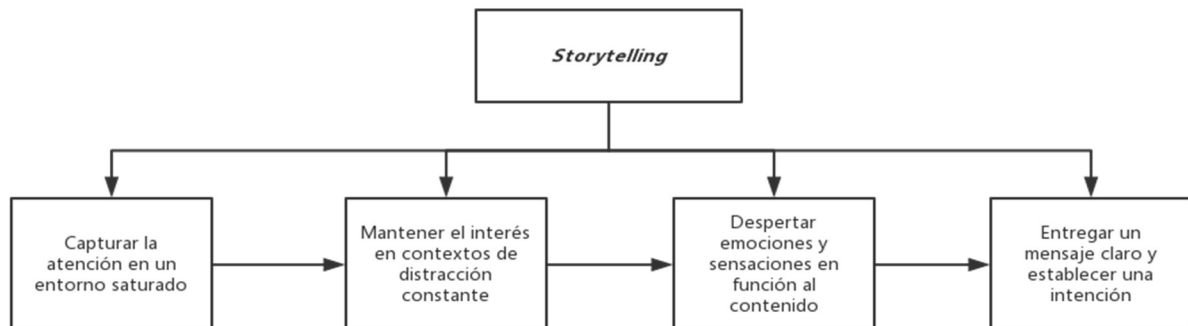 Storytelling
Capturar la
atención en un
entorno saturado
Mantener el interés
en contextos de
distracción
constante
Despertar
emociones y
sensaciones en
función al
contenido
Entregar un
mensaje claro y
establecer una
intención